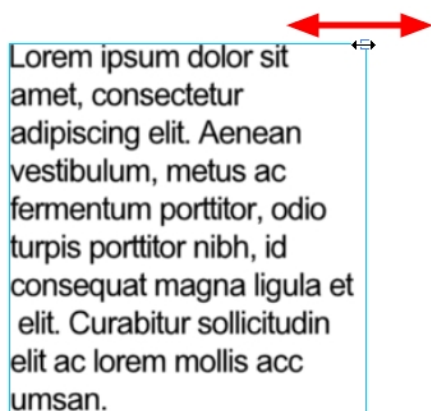 Lorem ipsum dolor sit
amet, consectetur
adipiscing elit. Aenean
vestibulum, metus ac
fermentum porttitor, odio
turpis porttitor nibh, id
consequat magna ligula et
elit. Curabitur sollicitudin
elit ac lorem mollis acc
umsan.